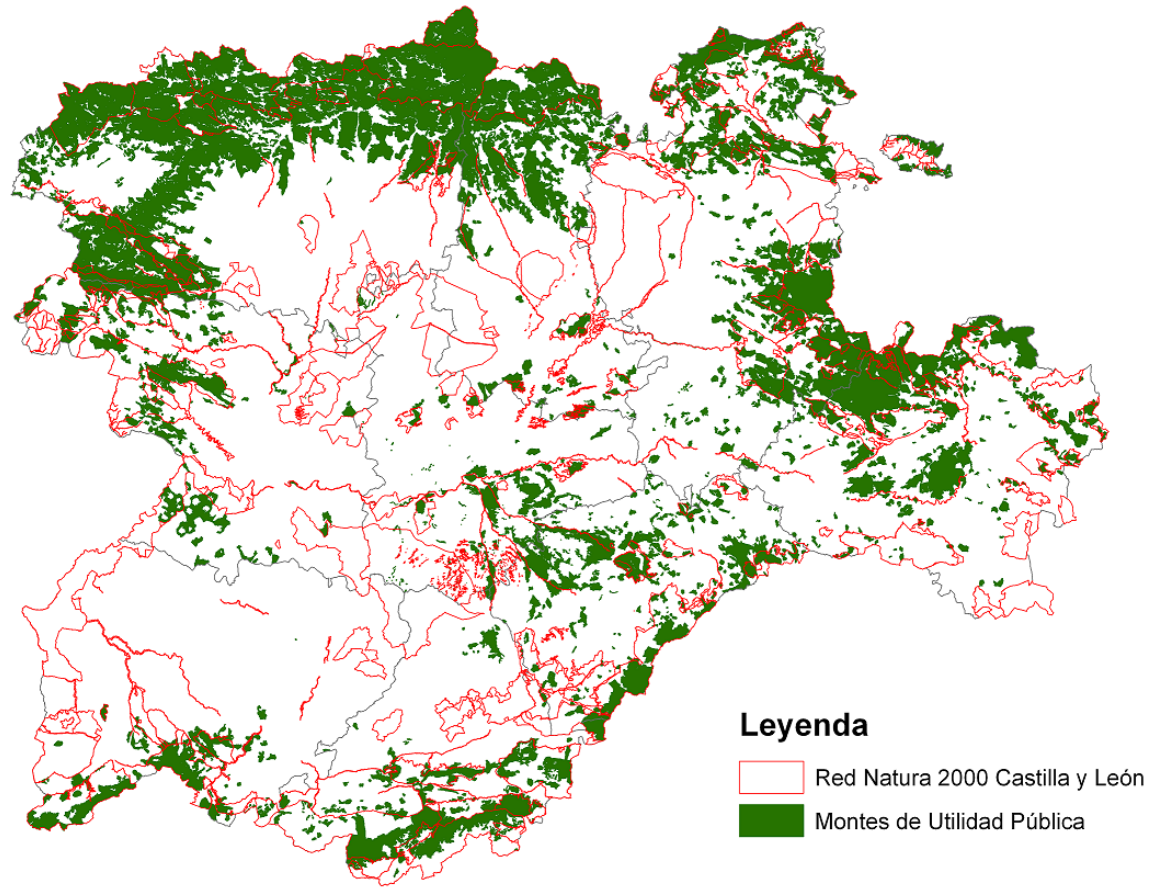 Leyenda
Red Natura 2000 Castilla y León
Montes de Utilidad Pública